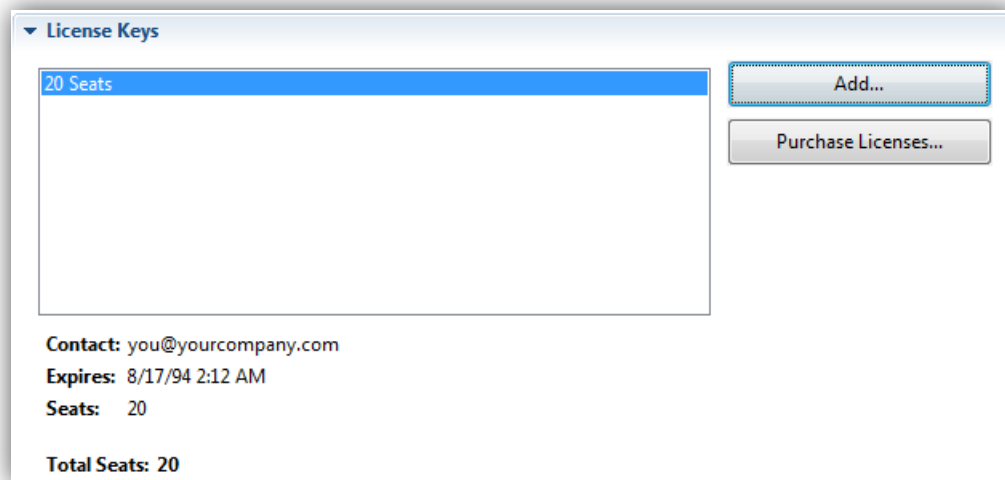 License Keys
20 Seats
Add...
Purchase Licenses...
Contact: you@yourcompany.com
Expires: 8/17/94 2:12 AM
Seats: 20
Total Seats: 20